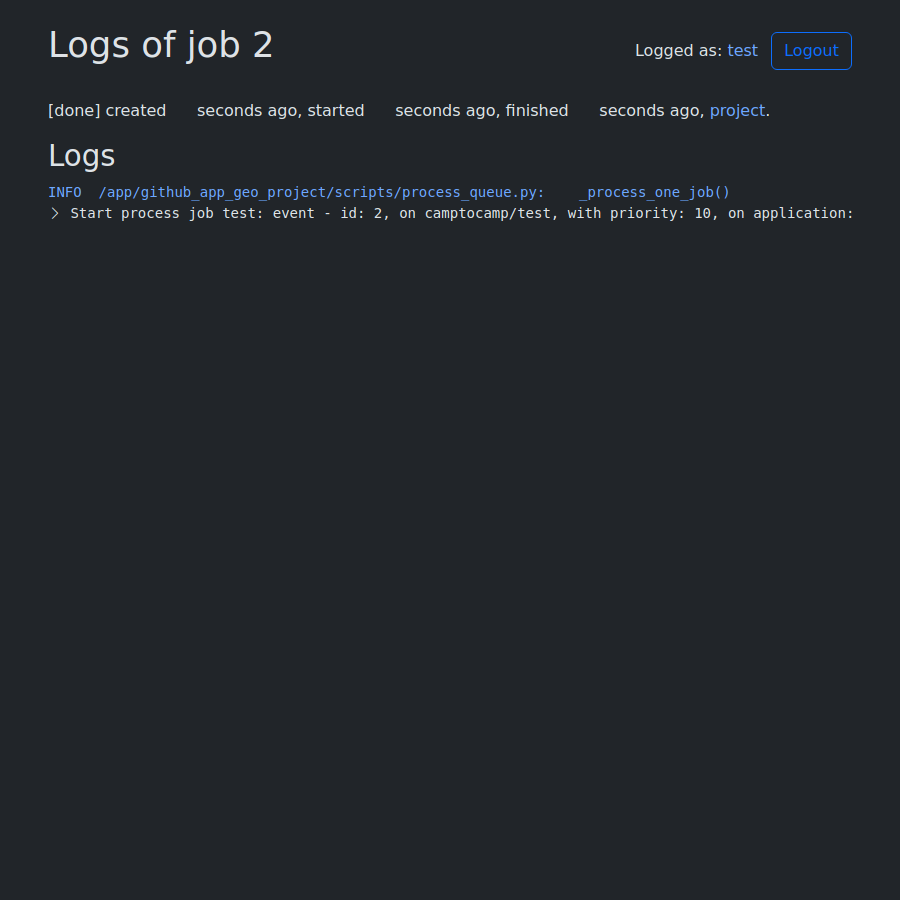 Logs of job 2
Logged as: test Logout
[done] created seconds ago, started seconds ago, finished seconds ago, project.
Logs
INFO /app/github_app_geo_project/scripts/process_queue.py: _process_one_job()
> Start process job test: event - id: 2, on camptocamp/test, with priority: 10, on application: